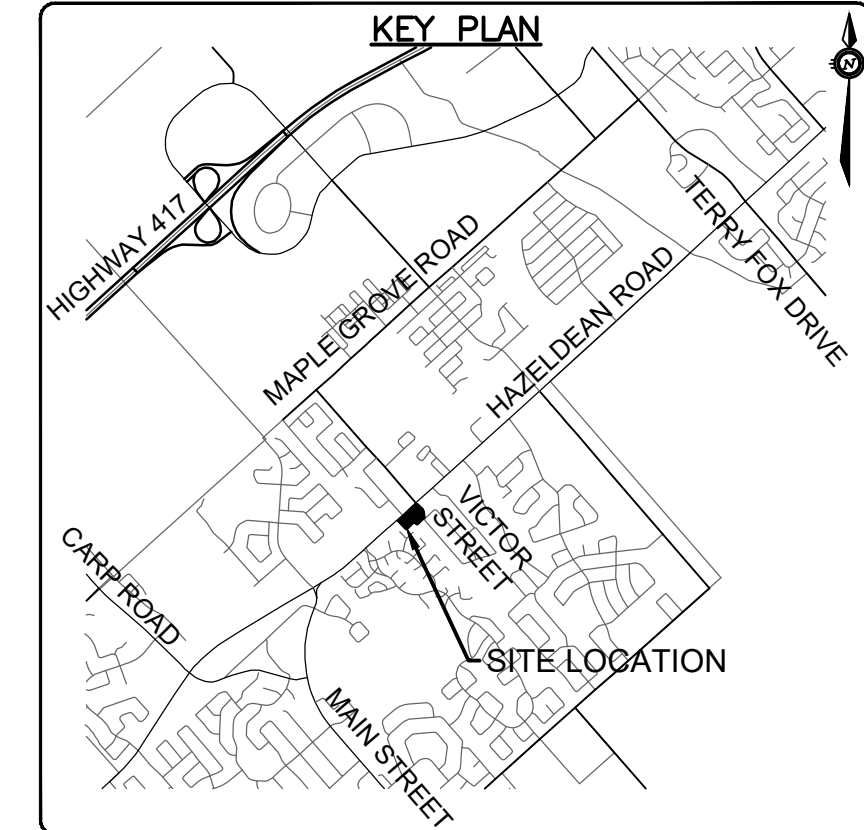 KEY PLAN
N
HIGHWAY 417
MAPLE GROVE ROAD
TERRY FOX DRIVE
HAZELDEAN ROAD
VICTOR
STREET
CARP ROAD
SITE LOCATION
MAIN STREET